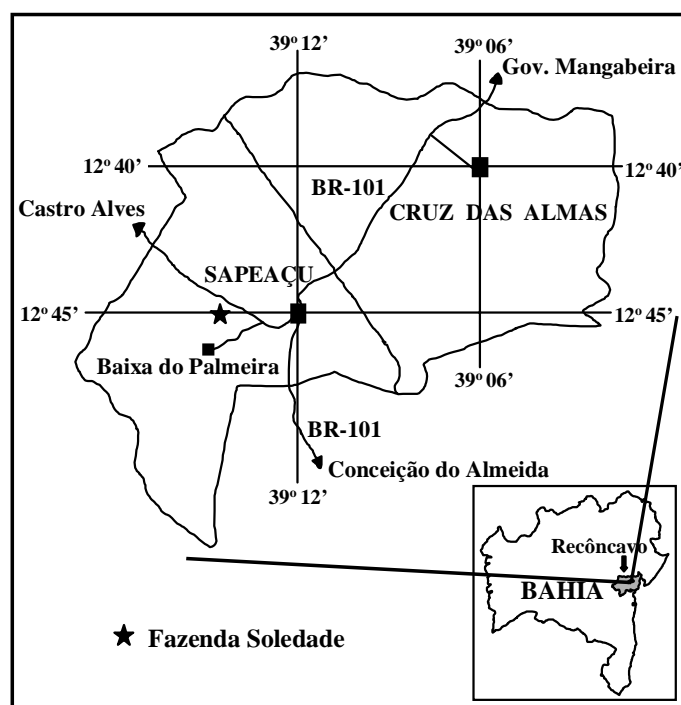 39º 12’
39º 06’
Gov. Mangabeira
12º 40’
12º 40’
BR-101
Castro Alves
CRUZ DAS ALMAS
SAPEAÇU
12º 45’
12º 45’
Baixa do Palmeira
39º 06’
BR-101
Conceição do Almeida
39º 12’
Recôncavo
BAHIA
Fazenda Soledade